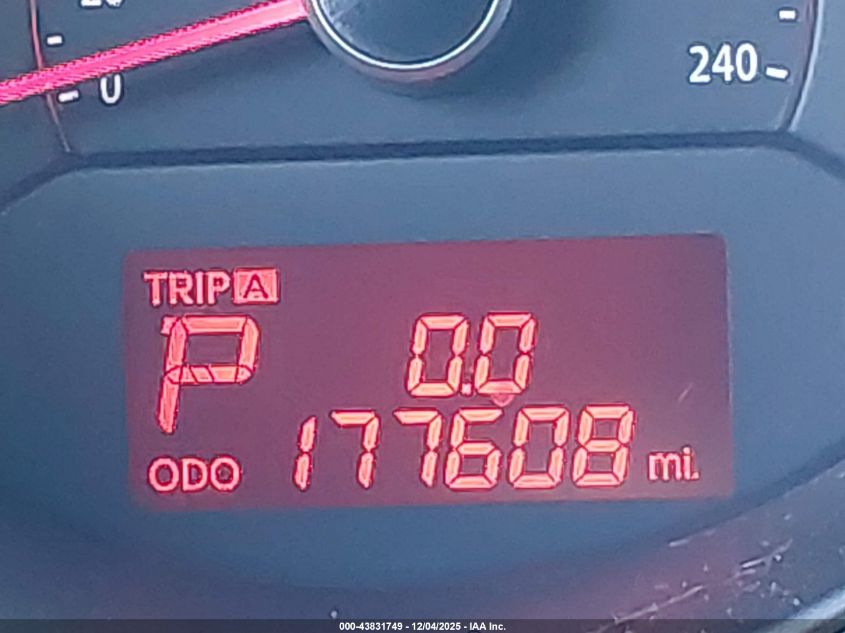 0
240
TRIP A
P 0.0
ODO 177608 mi.
000-43831749 - 12/04/2025 - IAA Inc.